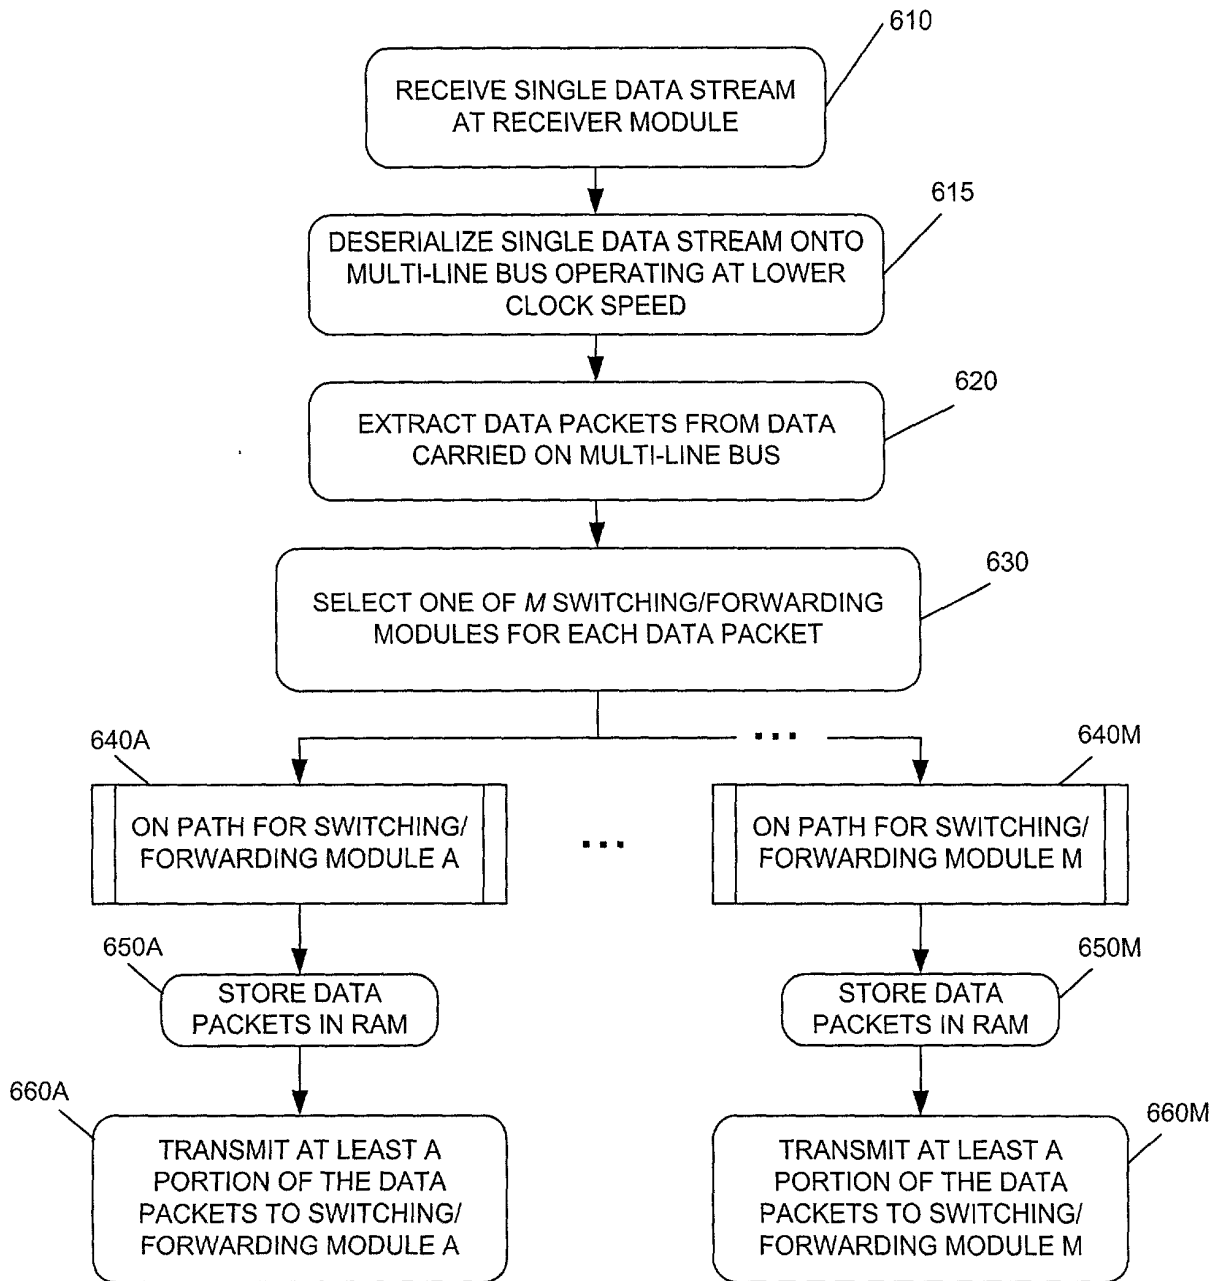 610
RECEIVE SINGLE DATA STREAM
AT RECEIVER MODULE
615
DESERIALIZE SINGLE DATA STREAM ONTO
MULTI-LINE BUS OPERATING AT LOWER
CLOCK SPEED
620
EXTRACT DATA PACKETS FROM DATA
CARRIED ON MULTI-LINE BUS
630
SELECT ONE OF M SWITCHING/FORWARDING
MODULES FOR EACH DATA PACKET
...
640A
640M
ON PATH FOR SWITCHING/
FORWARDING MODULE A
...
ON PATH FOR SWITCHING/
FORWARDING MODULE M
650A
650M
STORE DATA
PACKETS IN RAM
STORE DATA
PACKETS IN RAM
660A
660M
TRANSMIT AT LEAST A
PORTION OF THE DATA
PACKETS TO SWITCHING/
FORWARDING MODULE A
TRANSMIT AT LEAST A
PORTION OF THE DATA
PACKETS TO SWITCHING/
FORWARDING MODULE M